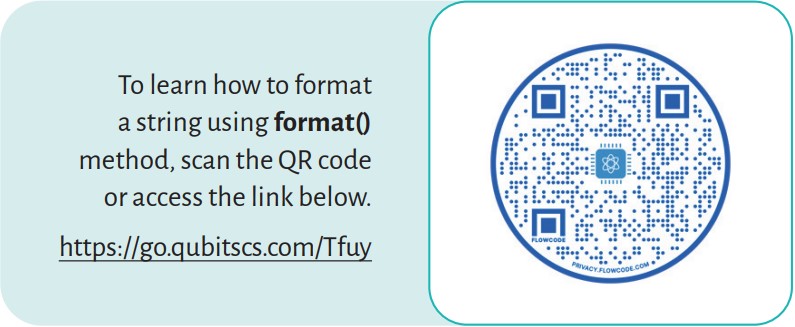 To learn how to format
a string using format()
method, scan the QR code
or access the link below.
https://go.qubitscs.com/Tfuy
FLOWCODE
PRIVACY.FLOWCODE.COM